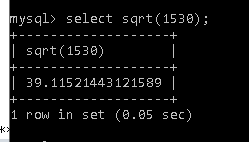 mysql> select sqrt(1530);
+-------------------+
| sqrt(1530)        |
+-------------------+
| 39.11521443121589 |
+-------------------+
1 row in set (0.05 sec)